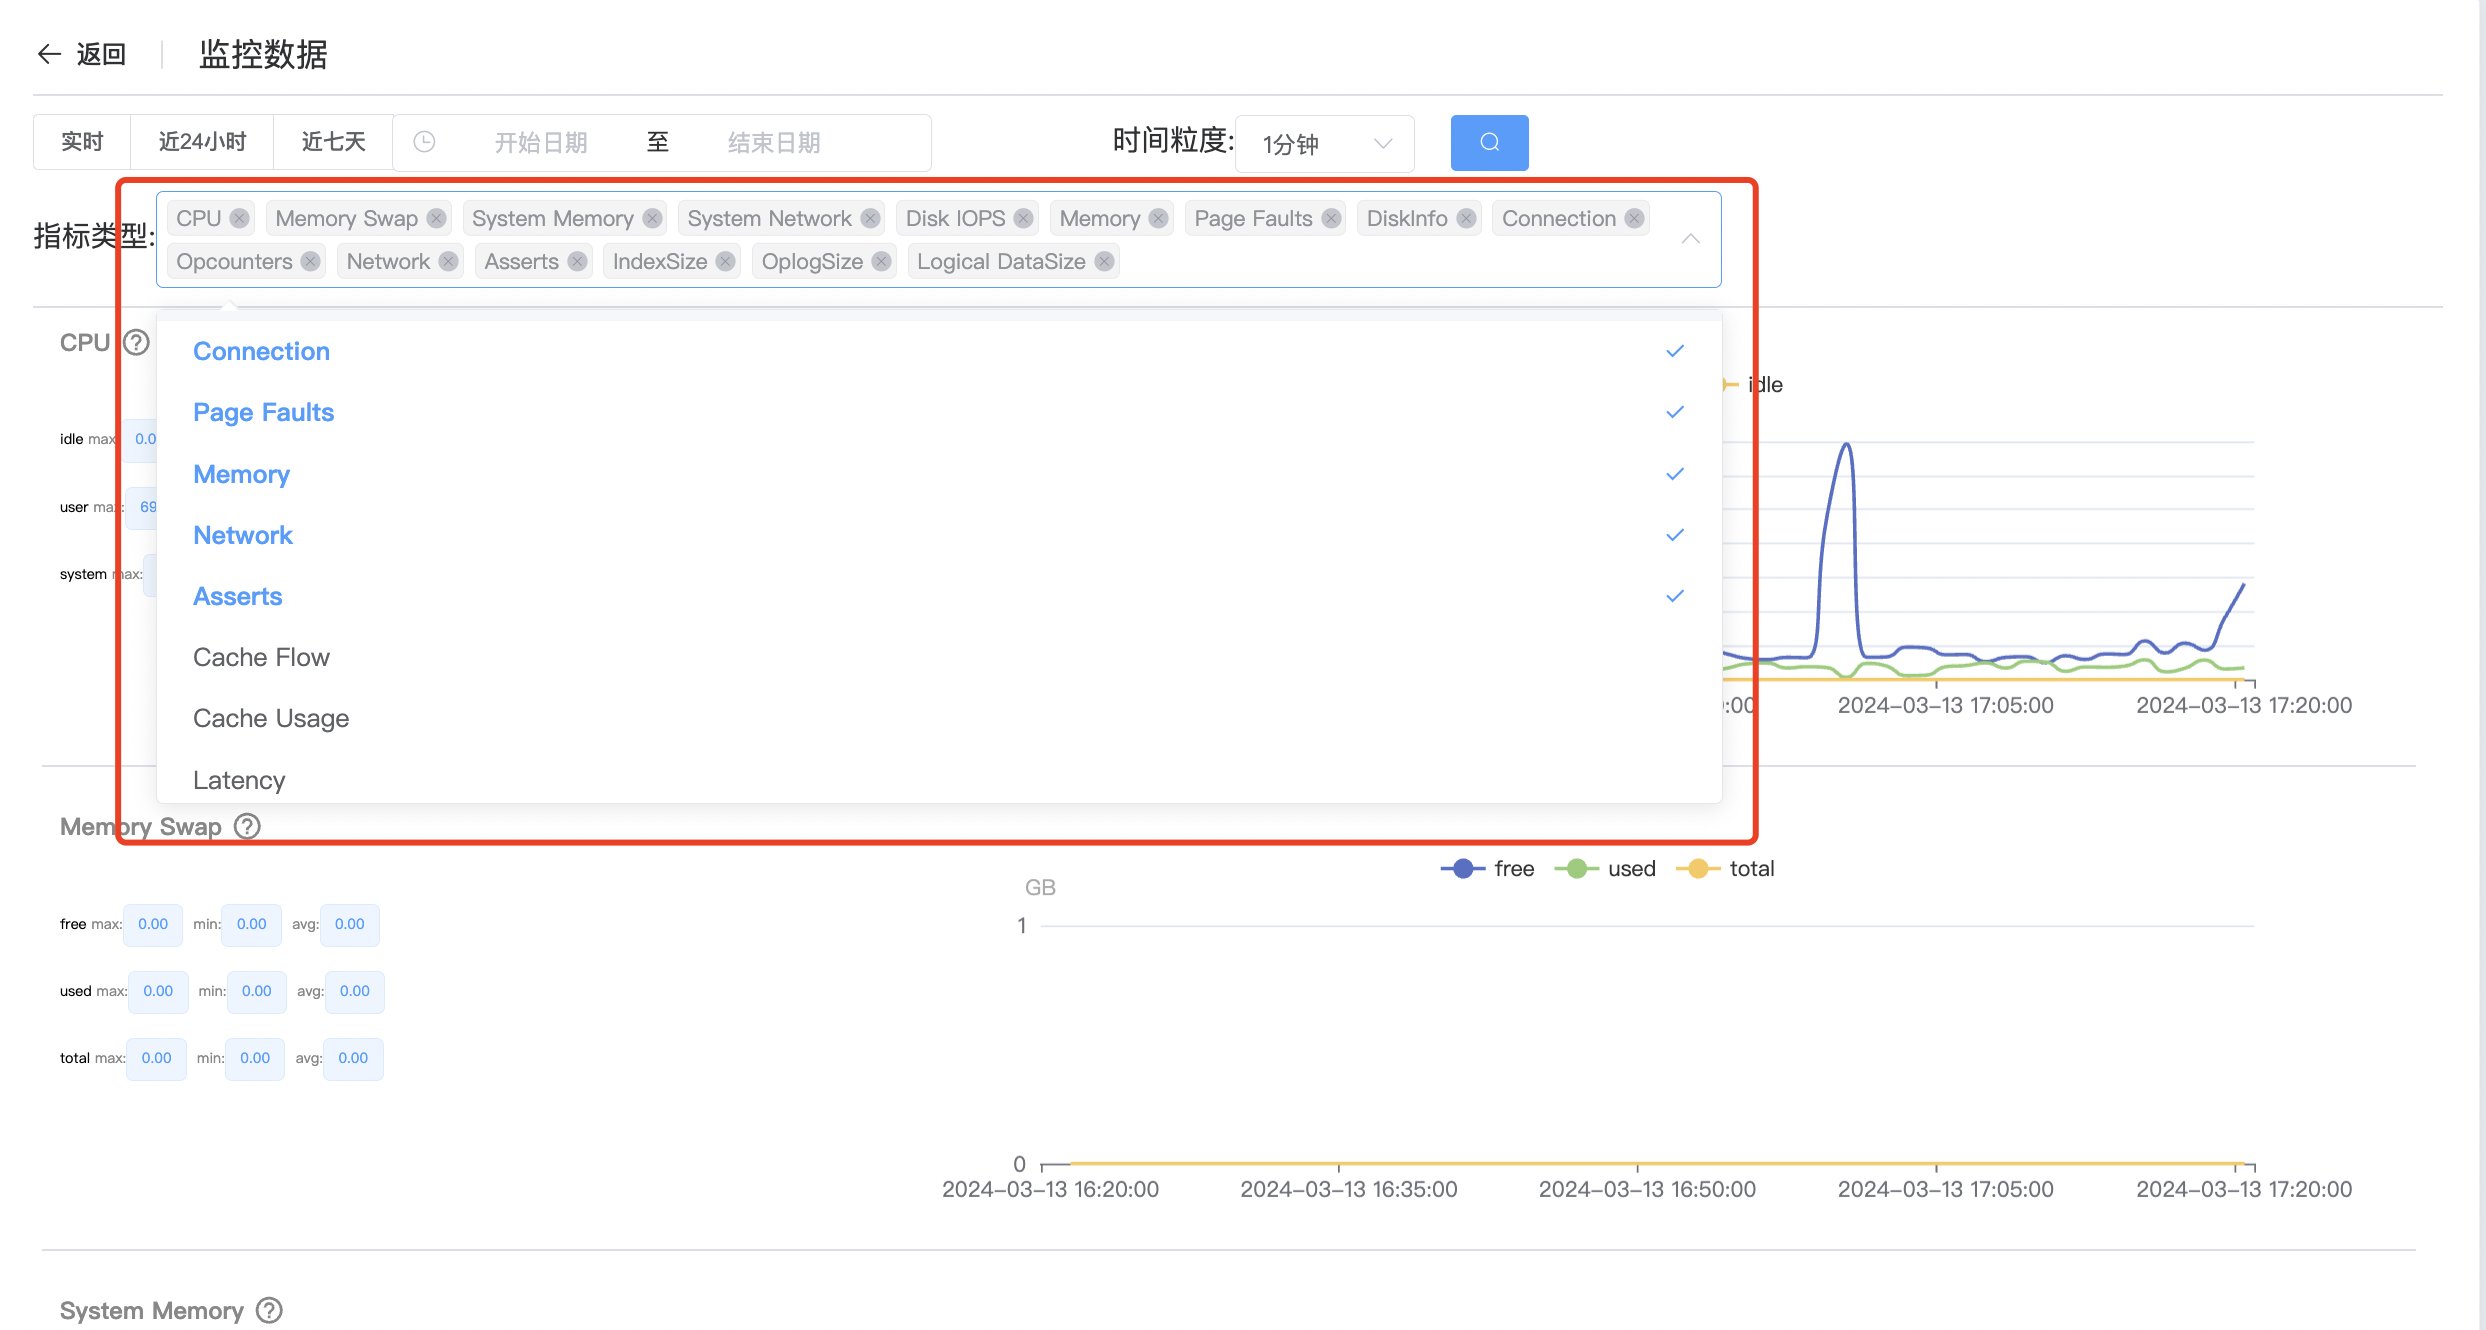 返回 监控数据
实时 近24小时 近七天 开始日期 至 结束日期 时间粒度: 1分钟
指标类型: CPU Memory Swap System Memory System Network Disk IOPS Memory Page Faults DiskInfo Connection
Opcounters Network Asserts IndexSize OplogSize Logical DataSize
CPU
Connection
Page Faults
Memory
Network
Asserts
Cache Flow
Cache Usage
Latency
idle
idle max 0.0
user max: 69
system max:
:00 2024-03-13 17:05:00 2024-03-13 17:20:00
Memory Swap
free used total
GB
1
free max: 0.00 min: 0.00 avg: 0.00
used max: 0.00 min: 0.00 avg: 0.00
total max: 0.00 min: 0.00 avg: 0.00
0
2024-03-13 16:20:00 2024-03-13 16:35:00 2024-03-13 16:50:00 2024-03-13 17:05:00 2024-03-13 17:20:00
System Memory